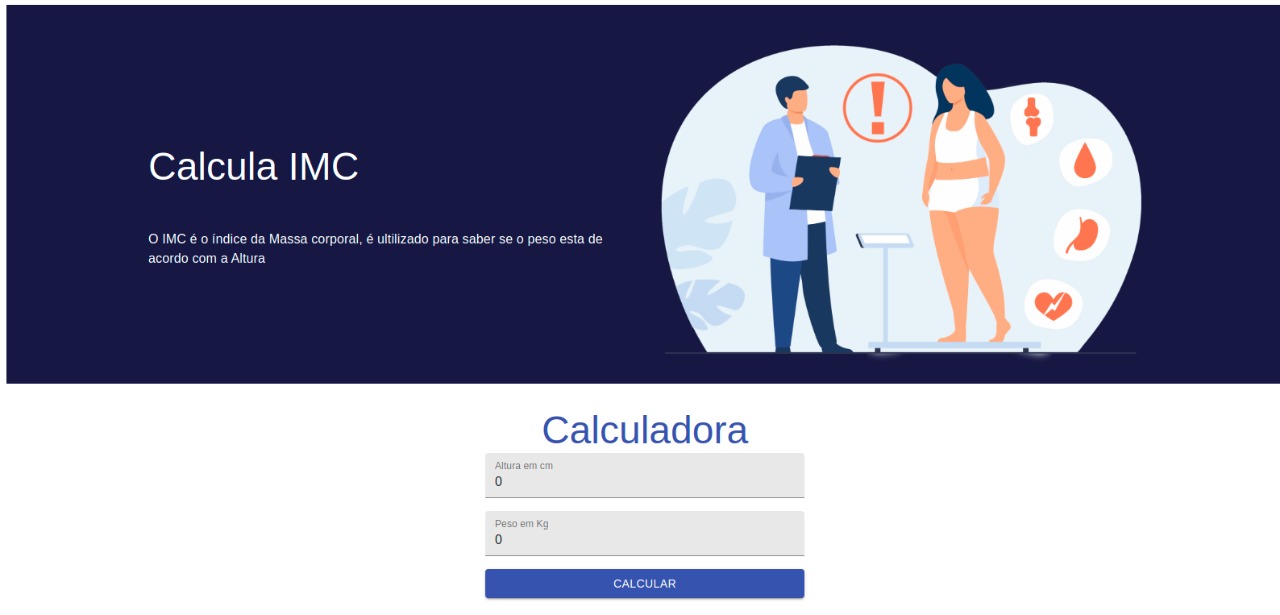 Calcula IMC
O IMC é o índice da Massa corporal, é ultilizado para saber se o peso esta de
acordo com a Altura
Calculadora
Altura em cm
0
Peso em Kg
0
CALCULAR